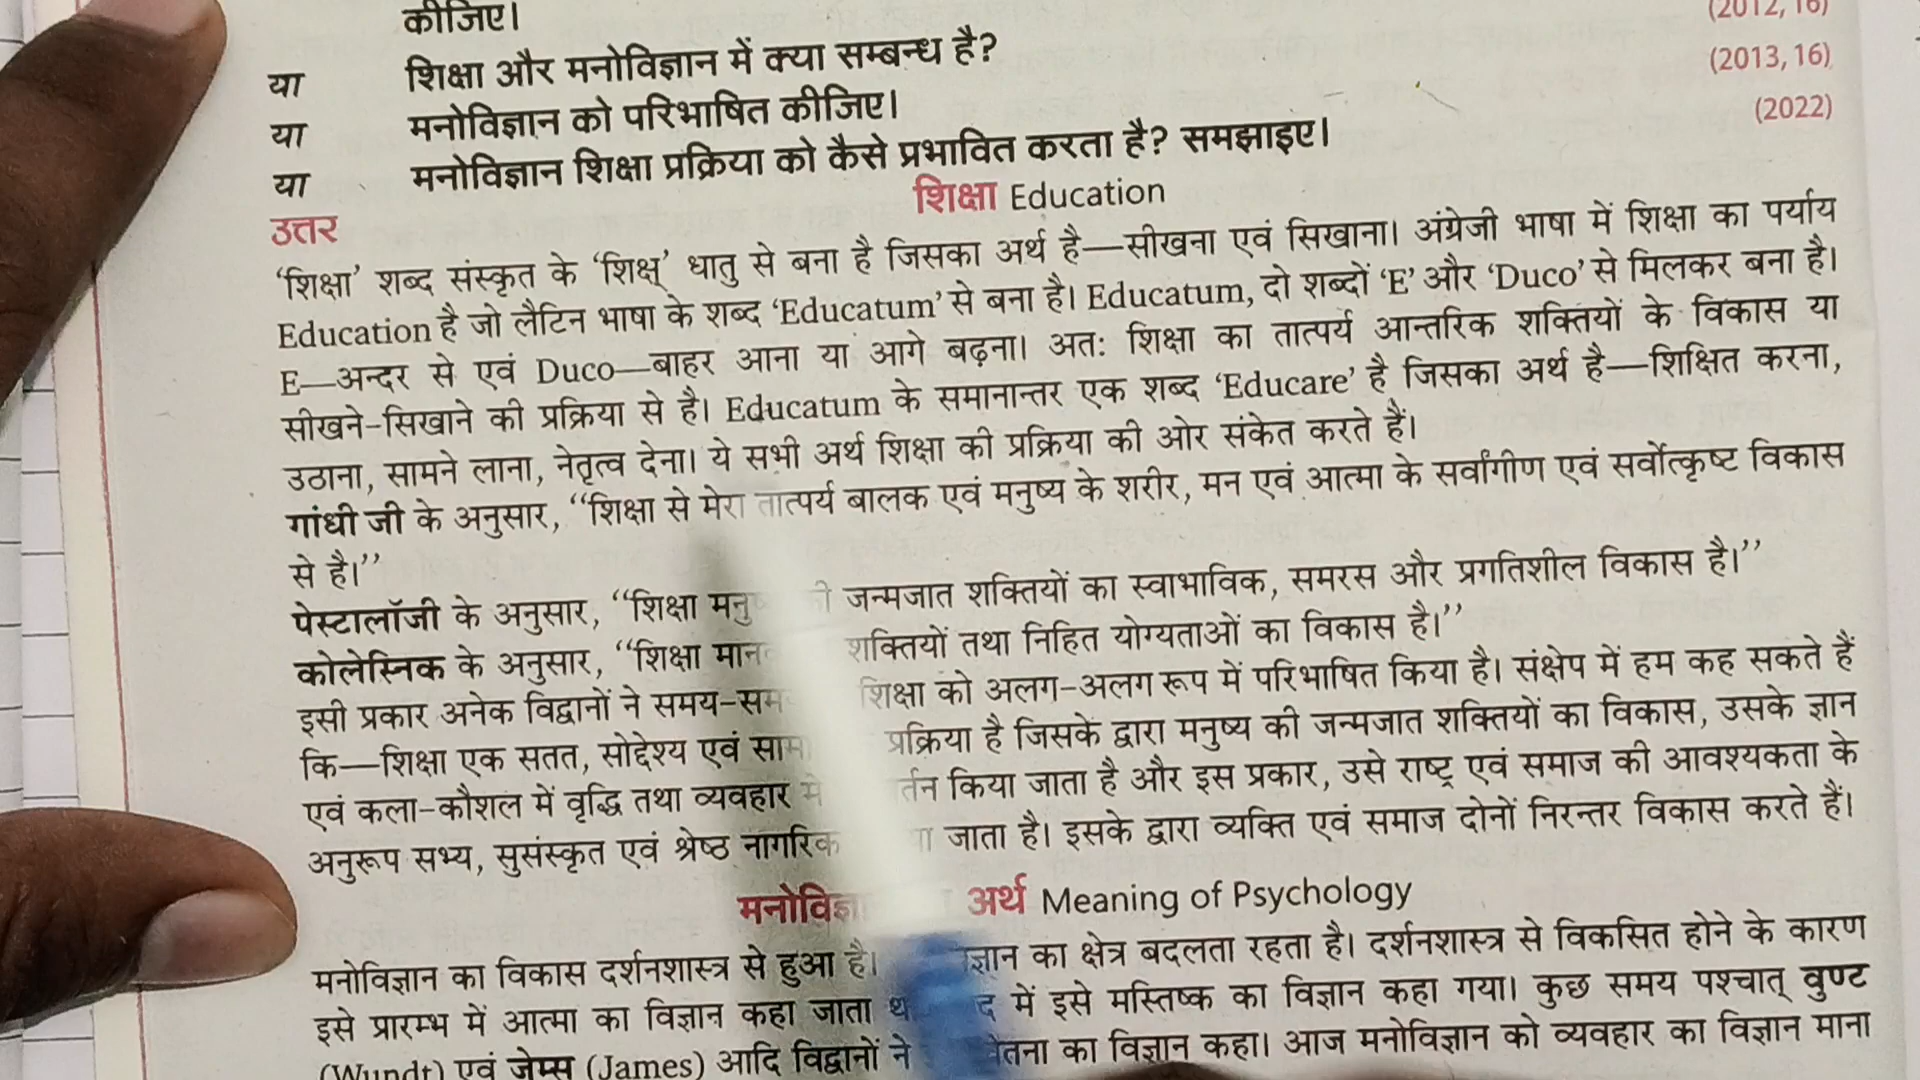 कीजिए। (2012, 16)
या शिक्षा और मनोविज्ञान में क्या सम्बन्ध है? (2013, 16)
या मनोविज्ञान को परिभाषित कीजिए। (2022)
या मनोविज्ञान शिक्षा प्रक्रिया को कैसे प्रभावित करता है? समझाइए।
उत्तर शिक्षा Education
‘शिक्षा’ शब्द संस्कृत के ‘शिक्ष्’ धातु से बना है जिसका अर्थ है—सीखना एवं सिखाना। अंग्रेजी भाषा में शिक्षा का पर्याय
Education है जो लैटिन भाषा के शब्द ‘Educatum’ से बना है। Educatum, दो शब्दों ‘E’ और ‘Duco’ से मिलकर बना है।
E—अन्दर से एवं Duco—बाहर आना या आगे बढ़ना। अतः शिक्षा का तात्पर्य आन्तरिक शक्तियों के विकास या
सीखने-सिखाने की प्रक्रिया से है। Educatum के समानान्तर एक शब्द ‘Educare’ है जिसका अर्थ है—शिक्षित करना,
उठाना, सामने लाना, नेतृत्व देना। ये सभी अर्थ शिक्षा की प्रक्रिया की ओर संकेत करते हैं।
गांधी जी के अनुसार, “शिक्षा से मेरा तात्पर्य बालक एवं मनुष्य के शरीर, मन एवं आत्मा के सर्वांगीण एवं सर्वोत्कृष्ट विकास
से है।”
पेस्टालॉजी के अनुसार, “शिक्षा जन्मजात शक्तियों का स्वाभाविक, समरस और प्रगतिशील विकास है।”
कोलेस्निक के अनुसार, “शिक्षा शक्तियों तथा निहित योग्यताओं का विकास है।”
इसी प्रकार अनेक विद्वानों ने शिक्षा को अलग-अलग रूप में परिभाषित किया है। संक्षेप में हम कह सकते हैं
कि—शिक्षा एक सतत, सोद्देश्य एवं प्रक्रिया है जिसके द्वारा मनुष्य की जन्मजात शक्तियों का विकास, उसके ज्ञान
एवं कला-कौशल में वृद्धि तथा व्यवहार किया जाता है और इस प्रकार, उसे राष्ट्र एवं समाज की आवश्यकता के
अनुरूप सभ्य, सुसंस्कृत एवं श्रेष्ठ नागरिक जाता है। इसके द्वारा व्यक्ति एवं समाज दोनों निरन्तर विकास करते हैं।
अर्थ Meaning of Psychology
मनोविज्ञान का विकास दर्शनशास्त्र से हुआ है। का क्षेत्र बदलता रहता है। दर्शनशास्त्र से विकसित होने के कारण
इसे प्रारम्भ में आत्मा का विज्ञान कहा जाता में इसे मस्तिष्क का विज्ञान कहा गया। कुछ समय पश्चात् वुण्ट
(Wundt) एवं जेम्स (James) आदि विद्वानों ने का विज्ञान कहा। आज मनोविज्ञान को व्यवहार का विज्ञान माना